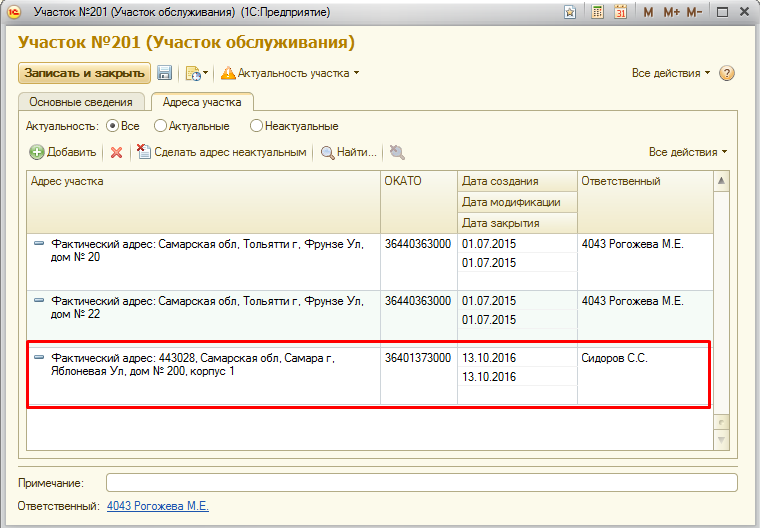 Участок №201 (Участок обслуживания) (1С:Предприятие)
M M+ M-
Участок №201 (Участок обслуживания)
Записать и закрыть Актуальность участка Все действия
Основные сведения Адреса участка
Актуальность: Все Актуальные Неактуальные
Добавить Сделать адрес неактуальным Найти... Все действия
Адрес участка ОКАТО Дата создания Ответственный
Дата модификации
Дата закрытия
Фактический адрес: Самарская обл, Тольятти г, Фрунзе Ул, 36440363000 01.07.2015 4043 Рогожева М.Е.
дом № 20 01.07.2015
Фактический адрес: Самарская обл, Тольятти г, Фрунзе Ул, 36440363000 01.07.2015 4043 Рогожева М.Е.
дом № 22 01.07.2015
Фактический адрес: 443028, Самарская обл, Самара г, 36401373000 13.10.2016 Сидоров С.С.
Яблоневая Ул, дом № 200, корпус 1 13.10.2016
Примечание:
Ответственный: 4043 Рогожева М.Е.